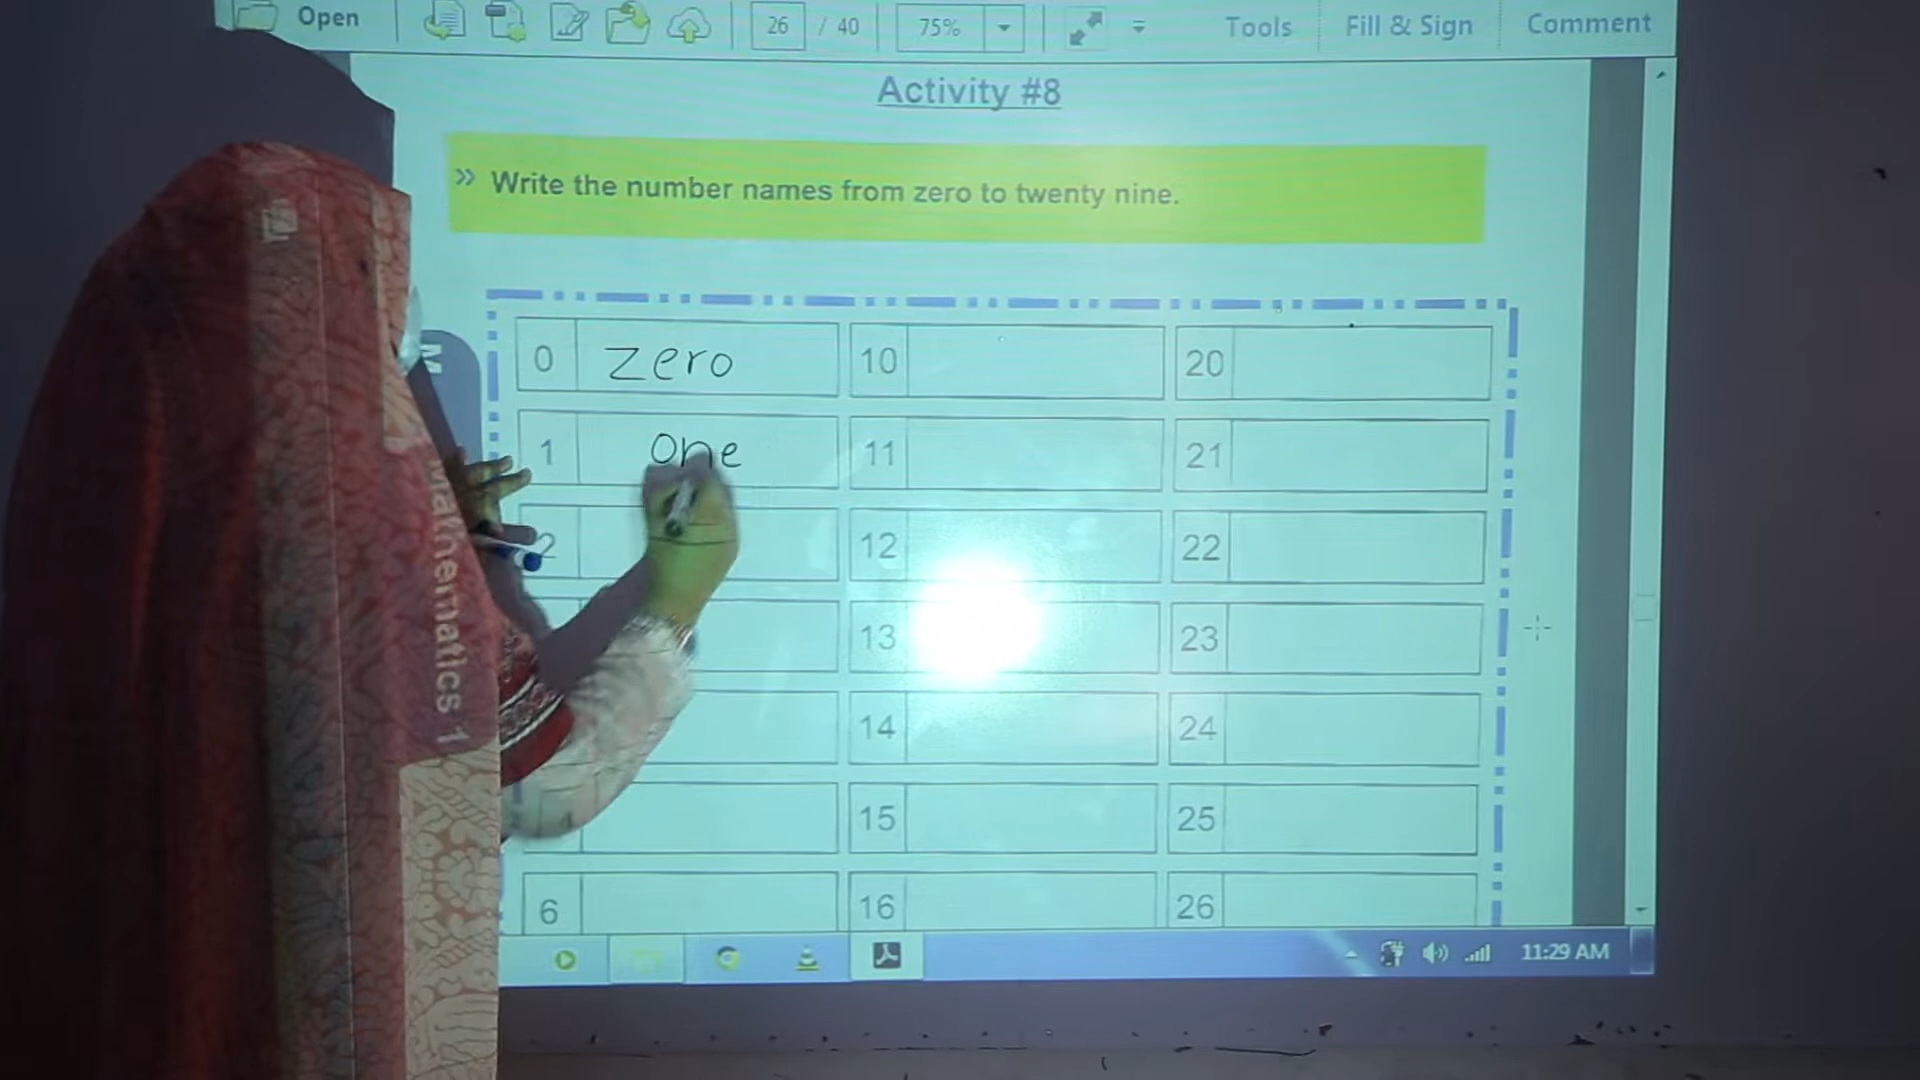 Open 26 / 40 75% Tools Fill & Sign Comment
Activity #8
» Write the number names from zero to twenty nine.
0 zero 10 20
1 one 11 21
2 12 22
13 23
14 24
15 25
6 16 26
Mathematics 1
11:29 AM